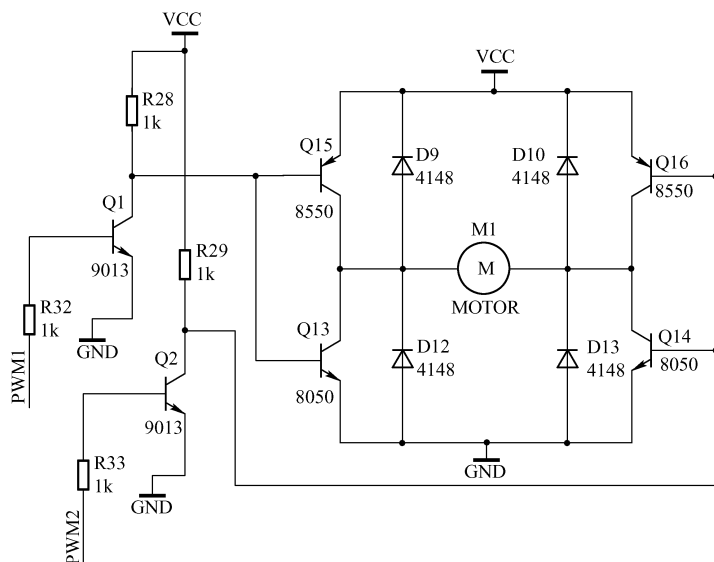 VCC
R28
1k
Q1
9013
R32
1k
PWM1
GND
R29
1k
Q2
9013
R33
1k
PWM2
GND
VCC
Q15
8550
D9
4148
D10
4148
Q16
8550
M1
M
MOTOR
Q13
8050
D12
4148
D13
4148
Q14
8050
GND